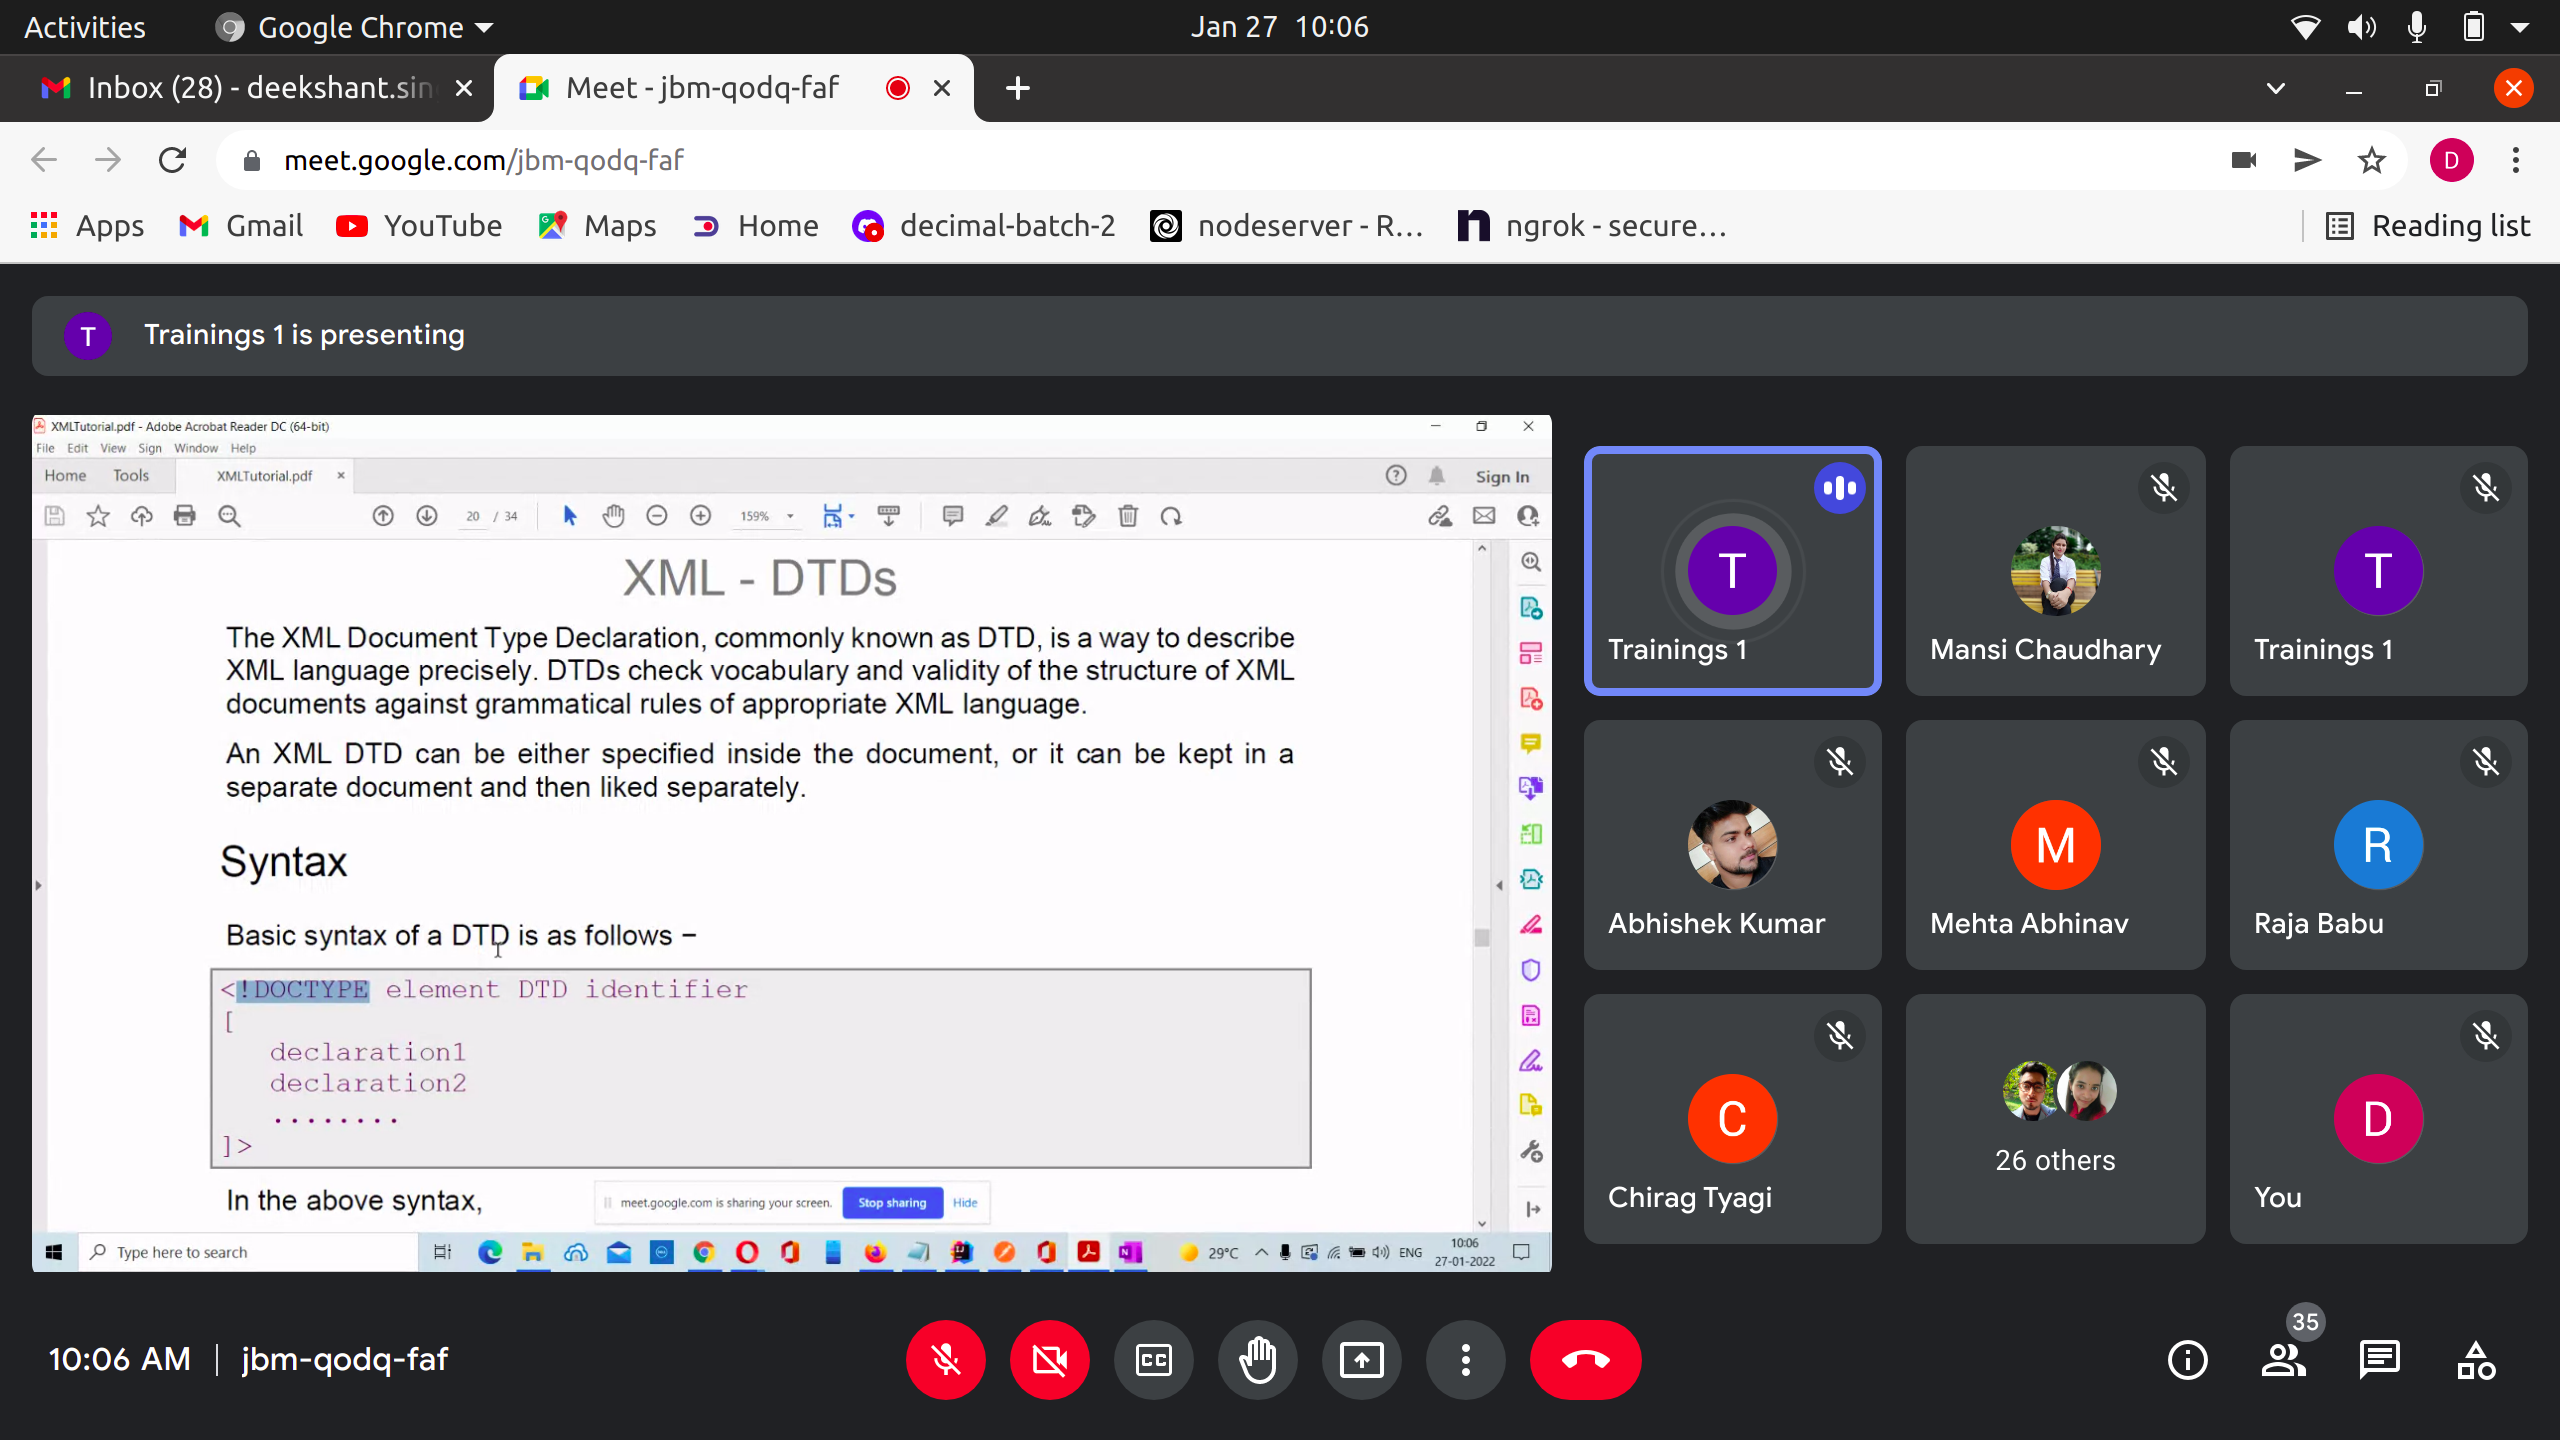 Activities
Google Chrome
Jan 27 10:06
Inbox (28) - deekshant.sin
Meet - jbm-qodq-faf
meet.google.com/jbm-qodq-faf
D
Apps
Gmail
YouTube
Maps
Home
decimal-batch-2
nodeserver - R...
ngrok - secure...
Reading list
T
Trainings 1 is presenting
XMLTutorial.pdf - Adobe Acrobat Reader DC (64-bit)
File Edit View Sign Window Help
Home Tools XMLTutorial.pdf
Sign In
20 / 34
159%
XML - DTDs
The XML Document Type Declaration, commonly known as DTD, is a way to describe
XML language precisely. DTDs check vocabulary and validity of the structure of XML
documents against grammatical rules of appropriate XML language.
An XML DTD can be either specified inside the document, or it can be kept in a
separate document and then liked separately.
Syntax
Basic syntax of a DTD is as follows −
<!DOCTYPE element DTD identifier
[
declaration1
declaration2
........
]>
In the above syntax,
meet.google.com is sharing your screen. Stop sharing Hide
Type here to search
29°C
ENG
10:06
27-01-2022
T
Trainings 1
Mansi Chaudhary
T
Trainings 1
Abhishek Kumar
M
Mehta Abhinav
R
Raja Babu
C
Chirag Tyagi
26 others
D
You
10:06 AM | jbm-qodq-faf
CC
35